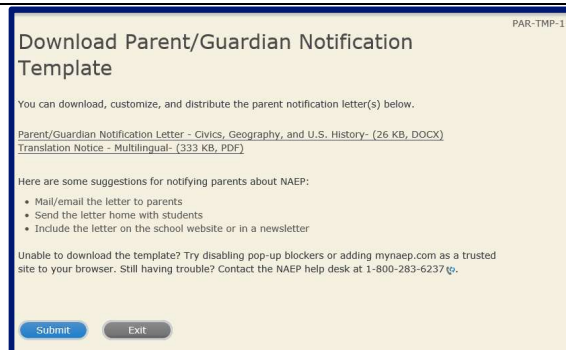 PAR-TMP-1
Download Parent/Guardian Notification
Template
You can download, customize, and distribute the parent notification letter(s) below.
Parent/Guardian Notification Letter - Civics, Geography, and U.S. History- (26 KB, DOCX)
Translation Notice - Multilingual- (333 KB, PDF)
Here are some suggestions for notifying parents about NAEP:
• Mail/email the letter to parents
• Send the letter home with students
• Include the letter on the school website or in a newsletter
Unable to download the template? Try disabling pop-up blockers or adding mynaep.com as a trusted
site to your browser. Still having trouble? Contact the NAEP help desk at 1-800-283-6237.
Submit Exit